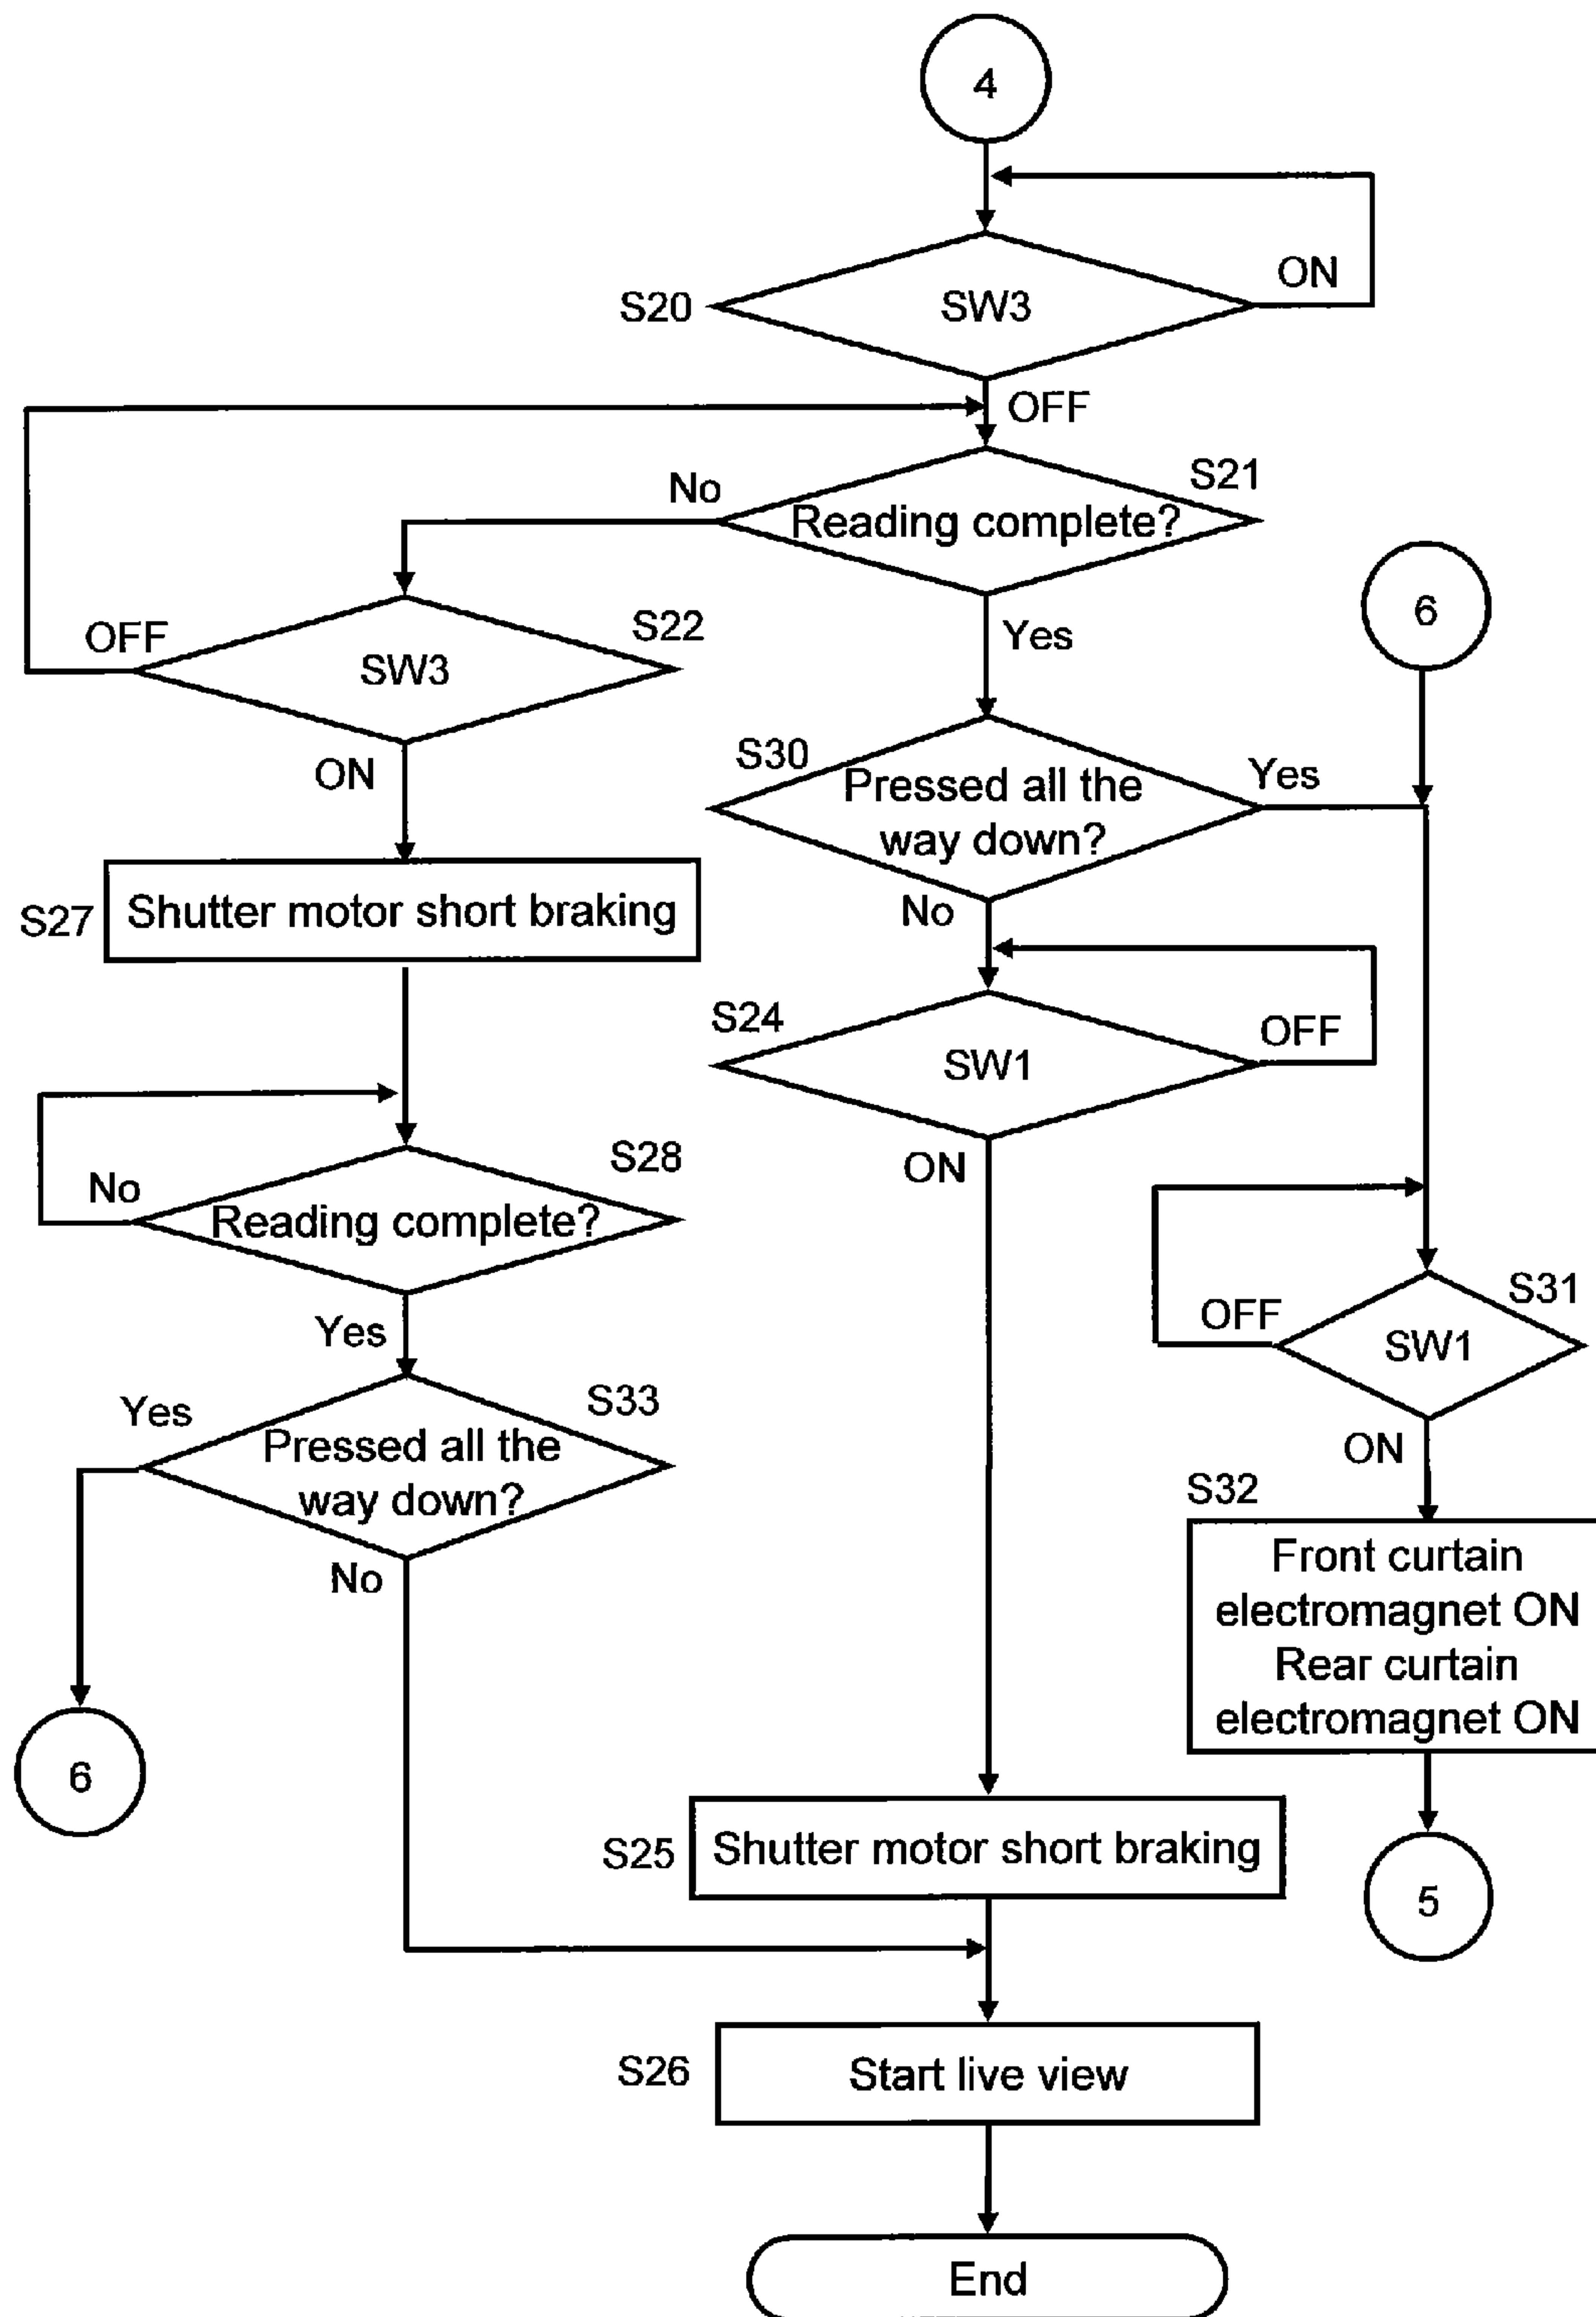 4
ON
S20
SW3
OFF
S21
No
Reading complete?
6
OFF
S22
Yes
SW3
S30
ON
Pressed all the
way down?
Yes
S27
Shutter motor short braking
No
S24
OFF
SW1
S28
ON
No
Reading complete?
S31
OFF
Yes
SW1
S33
Yes
Pressed all the
way down?
ON
S32
No
Front curtain
electromagnet ON
Rear curtain
electromagnet ON
6
S25
Shutter motor short braking
5
S26
Start live view
End